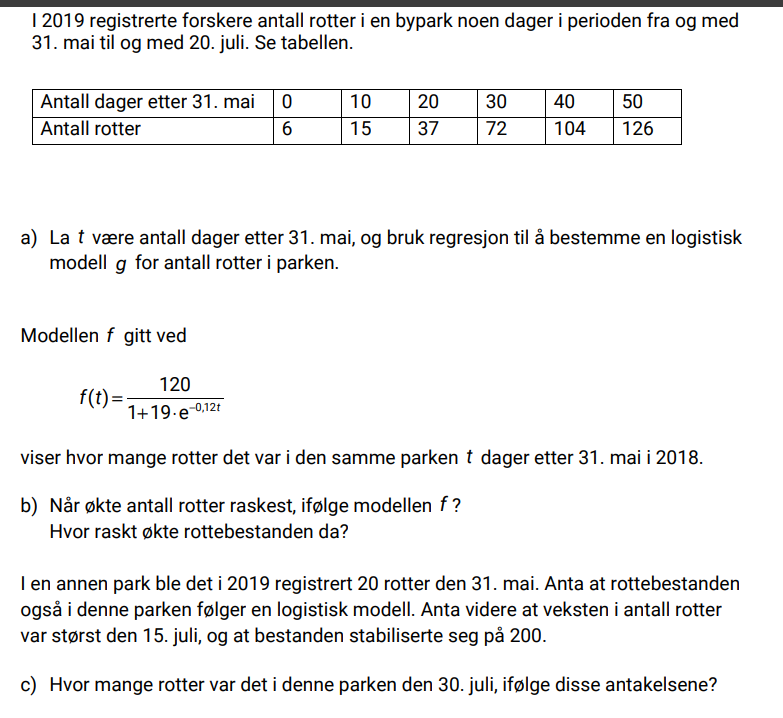 I 2019 registrerte forskere antall rotter i en bypark noen dager i perioden fra og med
31. mai til og med 20. juli. Se tabellen.
Antall dager etter 31. mai 0 10 20 30 40 50
Antall rotter 6 15 37 72 104 126
a) La t være antall dager etter 31. mai, og bruk regresjon til å bestemme en logistisk
modell g for antall rotter i parken.
Modellen f gitt ved
f(t)= 120 / (1+19·e^(-0,12t))
viser hvor mange rotter det var i den samme parken t dager etter 31. mai i 2018.
b) Når økte antall rotter raskest, ifølge modellen f?
Hvor raskt økte rottebestanden da?
I en annen park ble det i 2019 registrert 20 rotter den 31. mai. Anta at rottebestanden
også i denne parken følger en logistisk modell. Anta videre at veksten i antall rotter
var størst den 15. juli, og at bestanden stabiliserte seg på 200.
c) Hvor mange rotter var det i denne parken den 30. juli, ifølge disse antakelsene?